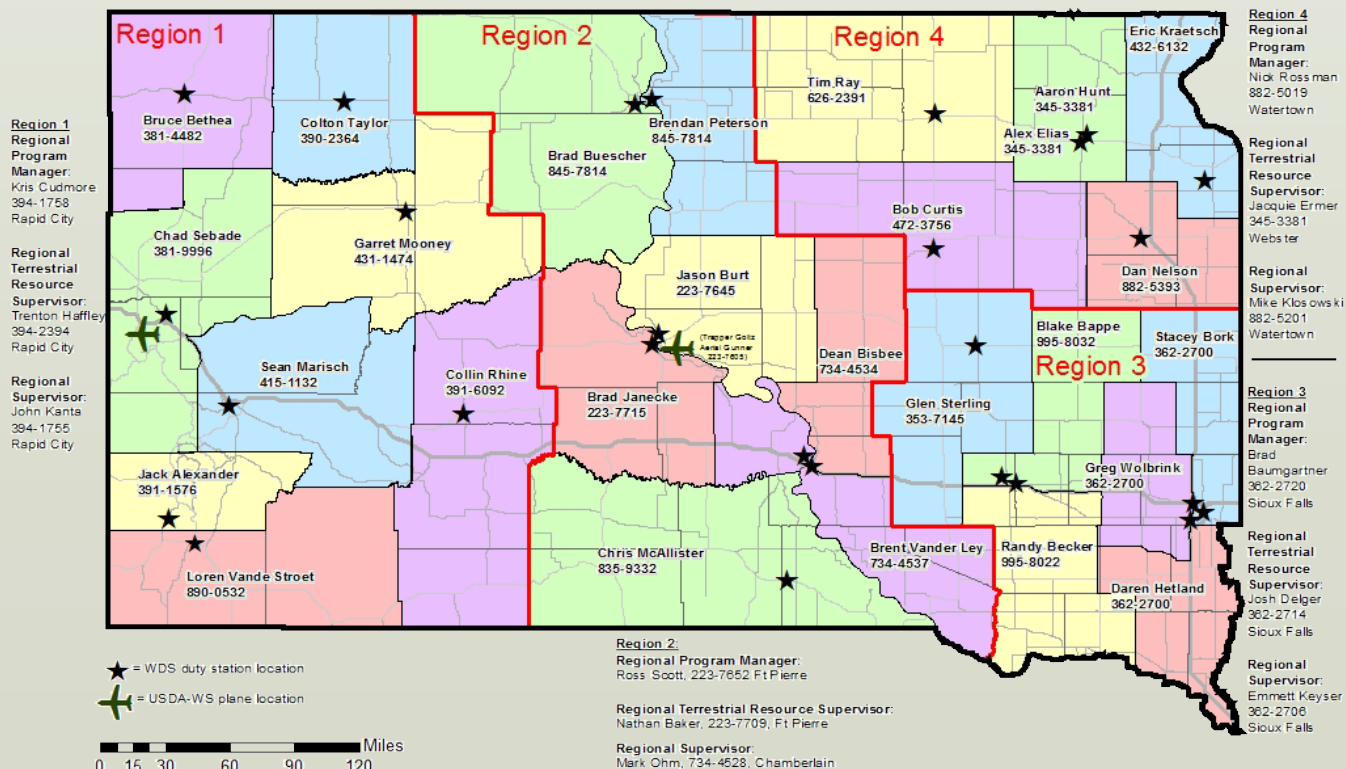 Region 1
Region 2
Region 4
Region 3
Bruce Bethea
381-4482
Colton Taylor
390-2364
Chad Sebade
381-9996
Garret Mooney
431-1474
Sean Marisch
415-1132
Collin Rhine
391-6092
Jack Alexander
391-1576
Loren Vande Stroet
890-0532
Brad Buescher
845-7814
Brendan Peterson
845-7814
Jason Burt
223-7645
(Trapper Goltz
Aerial Gunner
223-7605)
Brad Janecke
223-7715
Dean Bisbee
734-4534
Chris McAllister
835-9332
Brent Vander Ley
734-4537
Tim Ray
626-2391
Aaron Hunt
345-3381
Alex Elias
345-3381
Eric Kraetsch
432-6132
Bob Curtis
472-3756
Dan Nelson
882-5393
Blake Bappe
995-8032
Stacey Bork
362-2700
Glen Sterling
353-7145
Greg Wolbrink
362-2700
Randy Becker
995-8022
Daren Hetland
362-2700
Region 1
Regional
Program
Manager:
Kris Cudmore
394-1758
Rapid City
Regional
Terrestrial
Resource
Supervisor:
Trenton Haffley
394-2394
Rapid City
Regional
Supervisor:
John Kanta
394-1755
Rapid City
Region 4
Regional
Program
Manager:
Nick Rossman
882-5019
Watertown
Regional
Terrestrial
Resource
Supervisor:
Jacquie Ermer
345-3381
Webster
Regional
Supervisor:
Mike Klosowski
882-5201
Watertown
Region 3
Regional
Program
Manager:
Brad
Baumgartner
362-2720
Sioux Falls
Regional
Terrestrial
Resource
Supervisor:
Josh Delger
362-2714
Sioux Falls
Regional
Supervisor:
Emmett Keyser
362-2706
Sioux Falls
Region 2:
Regional Program Manager:
Ross Scott, 223-7652 Ft Pierre
Regional Terrestrial Resource Supervisor:
Nathan Baker, 223-7709, Ft Pierre
Regional Supervisor:
Mark Ohm, 734-4528, Chamberlain
= WDS duty station location
= USDA-WS plane location
Miles
0 15 30 60 90 120